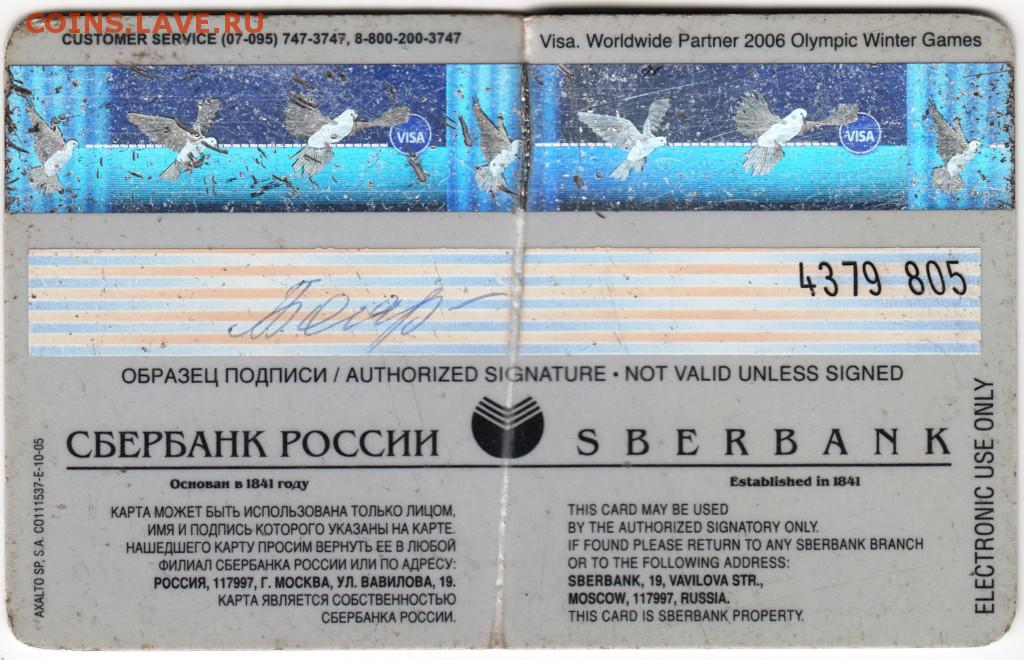 COINS.LAVE.RU
CUSTOMER SERVICE (07-095) 747-3747, 8-800-200-3747
Visa. Worldwide Partner 2006 Olympic Winter Games
VISA
VISA
4379 805
ОБРАЗЕЦ ПОДПИСИ / AUTHORIZED SIGNATURE • NOT VALID UNLESS SIGNED
СБЕРБАНК РОССИИ
SBERBANK
Основан в 1841 году
Established in 1841
КАРТА МОЖЕТ БЫТЬ ИСПОЛЬЗОВАНА ТОЛЬКО ЛИЦОМ,
ИМЯ И ПОДПИСЬ КОТОРОГО УКАЗАНЫ НА КАРТЕ.
НАШЕДШЕГО КАРТУ ПРОСИМ ВЕРНУТЬ ЕЕ В ЛЮБОЙ
ФИЛИАЛ СБЕРБАНКА РОССИИ ИЛИ ПО АДРЕСУ:
РОССИЯ, 117997, Г. МОСКВА, УЛ. ВАВИЛОВА, 19.
КАРТА ЯВЛЯЕТСЯ СОБСТВЕННОСТЬЮ
СБЕРБАНКА РОССИИ.
THIS CARD MAY BE USED
BY THE AUTHORIZED SIGNATORY ONLY.
IF FOUND PLEASE RETURN TO ANY SBERBANK BRANCH
OR TO THE FOLLOWING ADDRESS:
SBERBANK, 19, VAVILOVA STR.,
MOSCOW, 117997, RUSSIA.
THIS CARD IS SBERBANK PROPERTY.
AXALTO SP, S.A. C0111537-E-10-05
ELECTRONIC USE ONLY